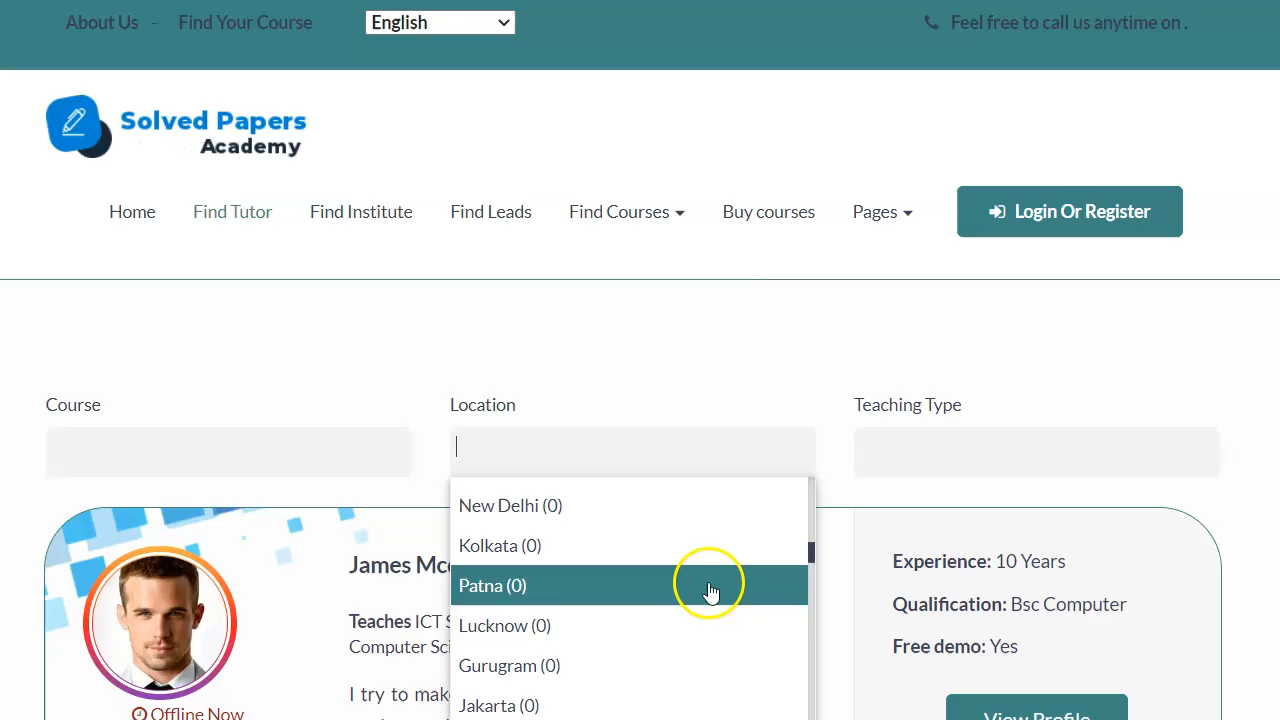 About Us - Find Your Course English Feel free to call us anytime on .
Solved Papers
Academy
Home Find Tutor Find Institute Find Leads Find Courses Buy courses Pages Login Or Register
Course Location Teaching Type
New Delhi (0)
Kolkata (0)
Patna (0)
Lucknow (0)
Gurugram (0)
Jakarta (0)
James
Teaches ICT
Computer
I try to make
Offline Now
Experience: 10 Years
Qualification: Bsc Computer
Free demo: Yes
View Profile